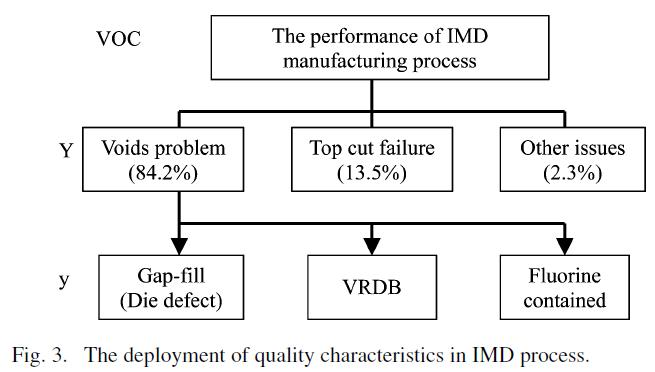 VOC
The performance of IMD
manufacturing process
Y
Voids problem
(84.2%)
Top cut failure
(13.5%)
Other issues
(2.3%)
y
Gap-fill
(Die defect)
VRDB
Fluorine
contained
Fig. 3. The deployment of quality characteristics in IMD process.